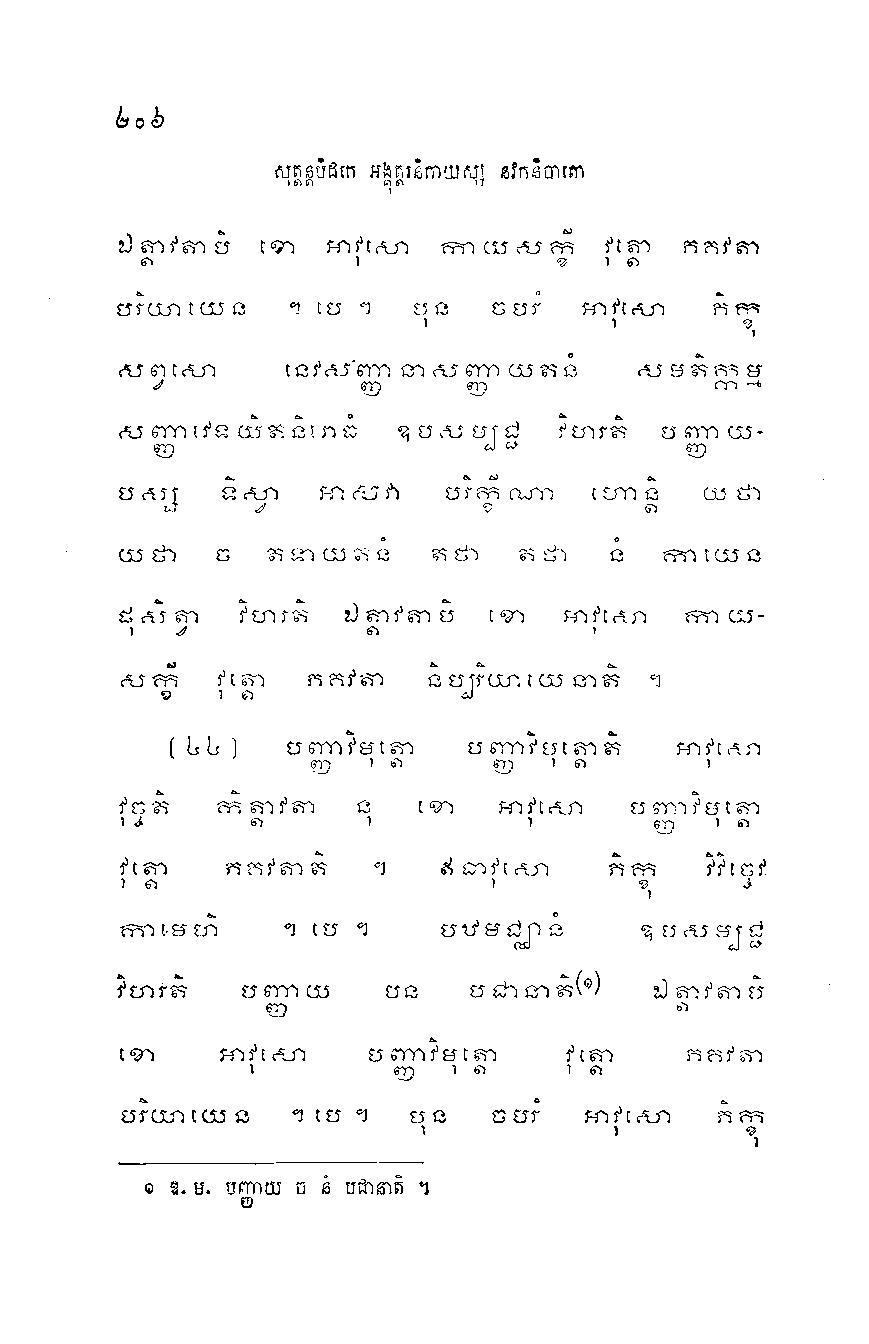 ២០៦
សុត្តន្តបិដកេ អង្គុត្តរនិកាយស្ស នវកនិបាតោ
ឯត្តាវតាបិ ខោ អាវុសោ កាយសក្ខី វុត្តោ ភគវតា
បរិយាយេន ។ បេ ។ បុន ចបរំ អាវុសោ ភិក្ខុ
សព្វសោ នេវសញ្ញានាសញ្ញាយតនំ សមតិក្កម្ម
សញ្ញាវេទយិតនិរោធំ ឧបសម្បជ្ជ វិហរតិ បញ្ញាយ-
បស្ស ទិស្វា អាសវា បរិក្ខីណា ហោន្តិ យថា
យថា ច តទាយតនំ តថា តថា នំ កាយេន
ផុសិត្វា វិហរតិ ឯត្តាវតាបិ ខោ អាវុសោ កាយ-
សក្ខី វុត្តោ ភគវតា និប្បរិយាយេនាតិ ។
(៤៤) បញ្ញាវិមុត្តោ បញ្ញាវិមុត្តោតិ អាវុសោ
វុច្ចតិ កិត្តាវតា នុ ខោ អាវុសោ បញ្ញាវិមុត្តោ
វុត្តោ ភគវតាតិ ។ ឥធាវុសោ ភិក្ខុ វិវិច្ចេវ
កាមេហិ ។ បេ ។ បឋមជ្ឈានំ ឧបសម្បជ្ជ
វិហរតិ បញ្ញាយ បន បជានាតិ(១) ឯត្តាវតាបិ
ខោ អាវុសោ បញ្ញាវិមុត្តោ វុត្តោ ភគវតា
បរិយាយេន ។ បេ ។ បុន ចបរំ អាវុសោ ភិក្ខុ
១ ឱ. ម. បញ្ញាយ ច នំ បជានាតិ ។